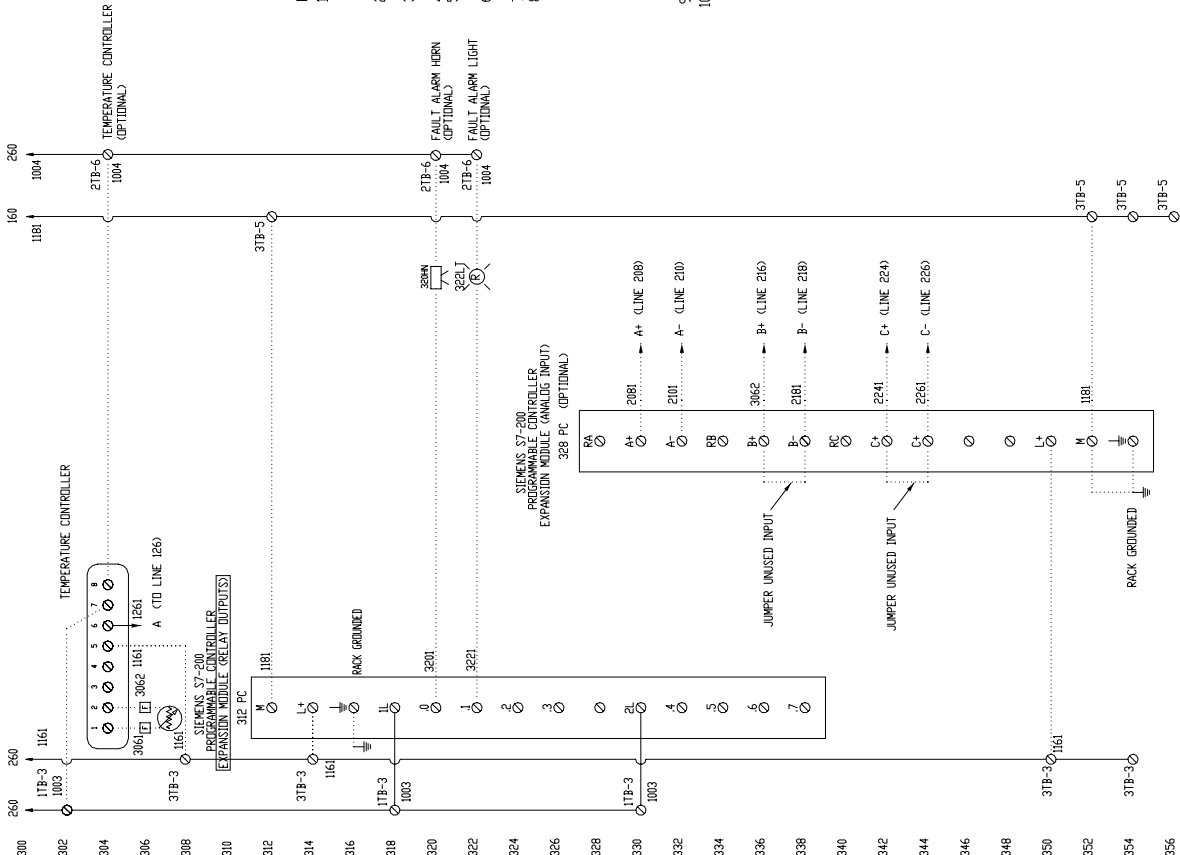 260
1004
2TB-6
1004
TEMPERATURE CONTROLLER
(OPTIONAL)
2TB-6
1004
FAULT ALARM HORN
(OPTIONAL)
2TB-6
1004
FAULT ALARM LIGHT
(OPTIONAL)
160
1181
3TB-5
3TB-5
3TB-5
3TB-5
320HN
322LT
R
TEMPERATURE CONTROLLER
1 2 3 4 5 6 7 8
3061
F
F
3062
1161
1161
1261
A (TO LINE 126)
SIEMENS S7-200
PROGRAMMABLE CONTROLLER
EXPANSION MODULE (RELAY OUTPUTS)
312 PC
M
1181
L+
RACK GROUNDED
1L
.0
3201
.1
3221
.2
.3
2L
.4
.5
.6
.7
SIEMENS S7-200
PROGRAMMABLE CONTROLLER
EXPANSION MODULE (ANALOG INPUT)
328 PC (OPTIONAL)
RA
A+
2081
A+ (LINE 208)
A-
2101
A- (LINE 210)
RB
B+
3062
B+ (LINE 216)
B-
2181
B- (LINE 218)
RC
C+
2241
C+ (LINE 224)
C+
2261
C- (LINE 226)
L+
M
1181
JUMPER UNUSED INPUT
JUMPER UNUSED INPUT
RACK GROUNDED
260
1161
3TB-3
3TB-3
1161
3TB-3
1161
3TB-3
260
1TB-3
1003
1TB-3
1003
1TB-3
1003
300
302
304
306
308
310
312
314
316
318
320
322
324
326
328
330
332
334
336
338
340
342
344
346
348
350
352
354
356